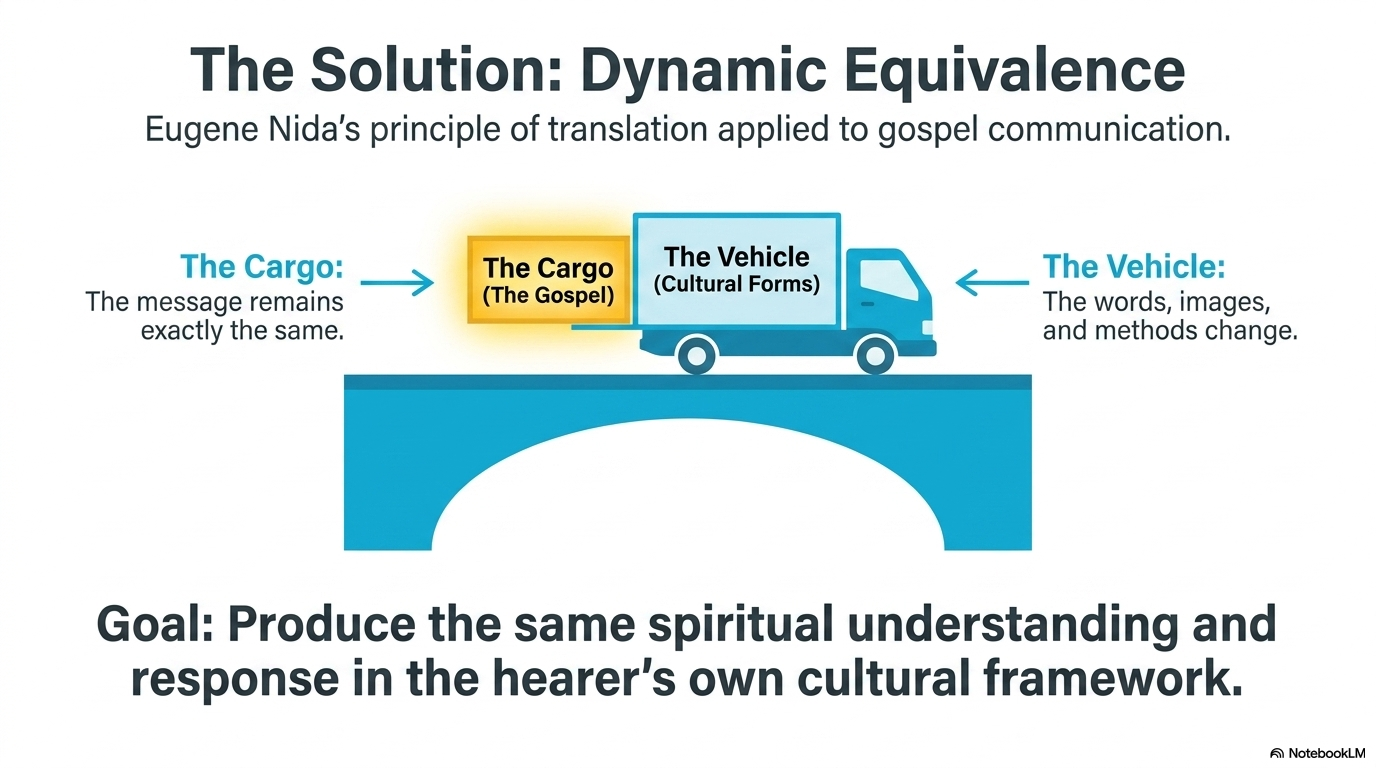 The Solution: Dynamic Equivalence
Eugene Nida’s principle of translation applied to gospel communication.
The Cargo:
The message remains
exactly the same.
The Cargo
(The Gospel)
The Vehicle
(Cultural Forms)
The Vehicle:
The words, images,
and methods change.
Goal: Produce the same spiritual understanding and
response in the hearer’s own cultural framework.
NotebookLM